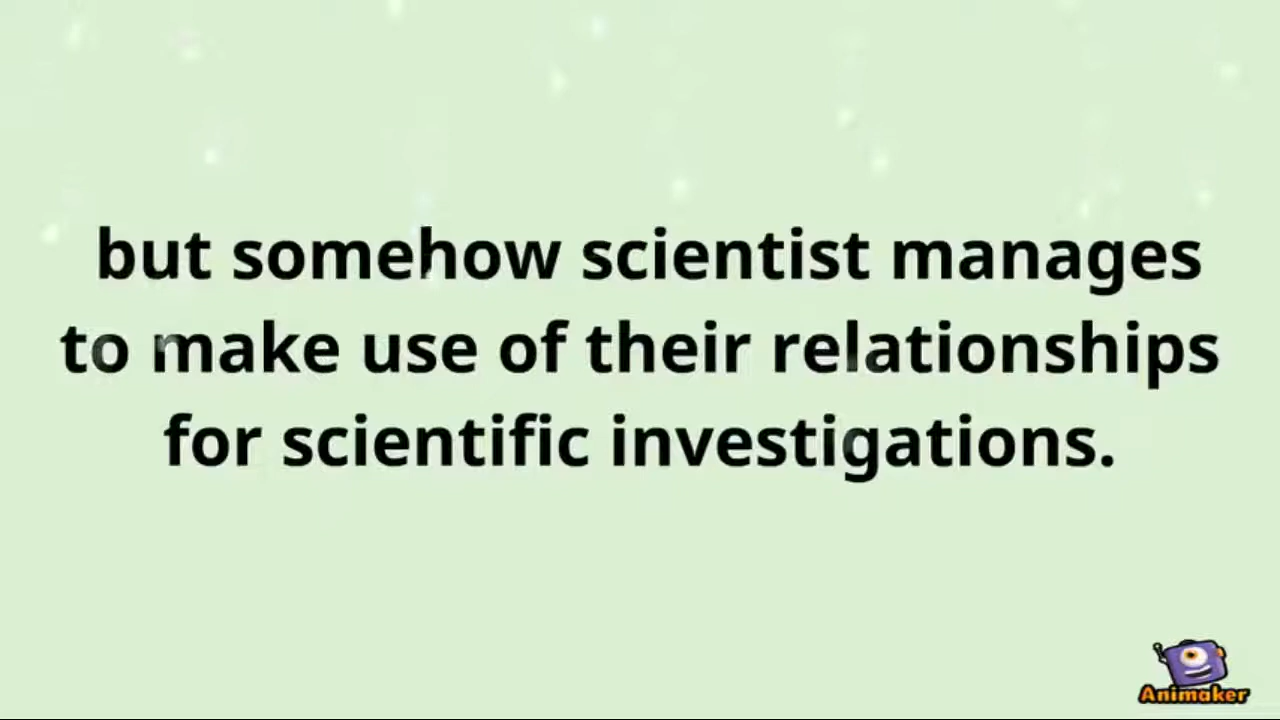 but somehow scientist manages
to make use of their relationships
for scientific investigations.
Animaker